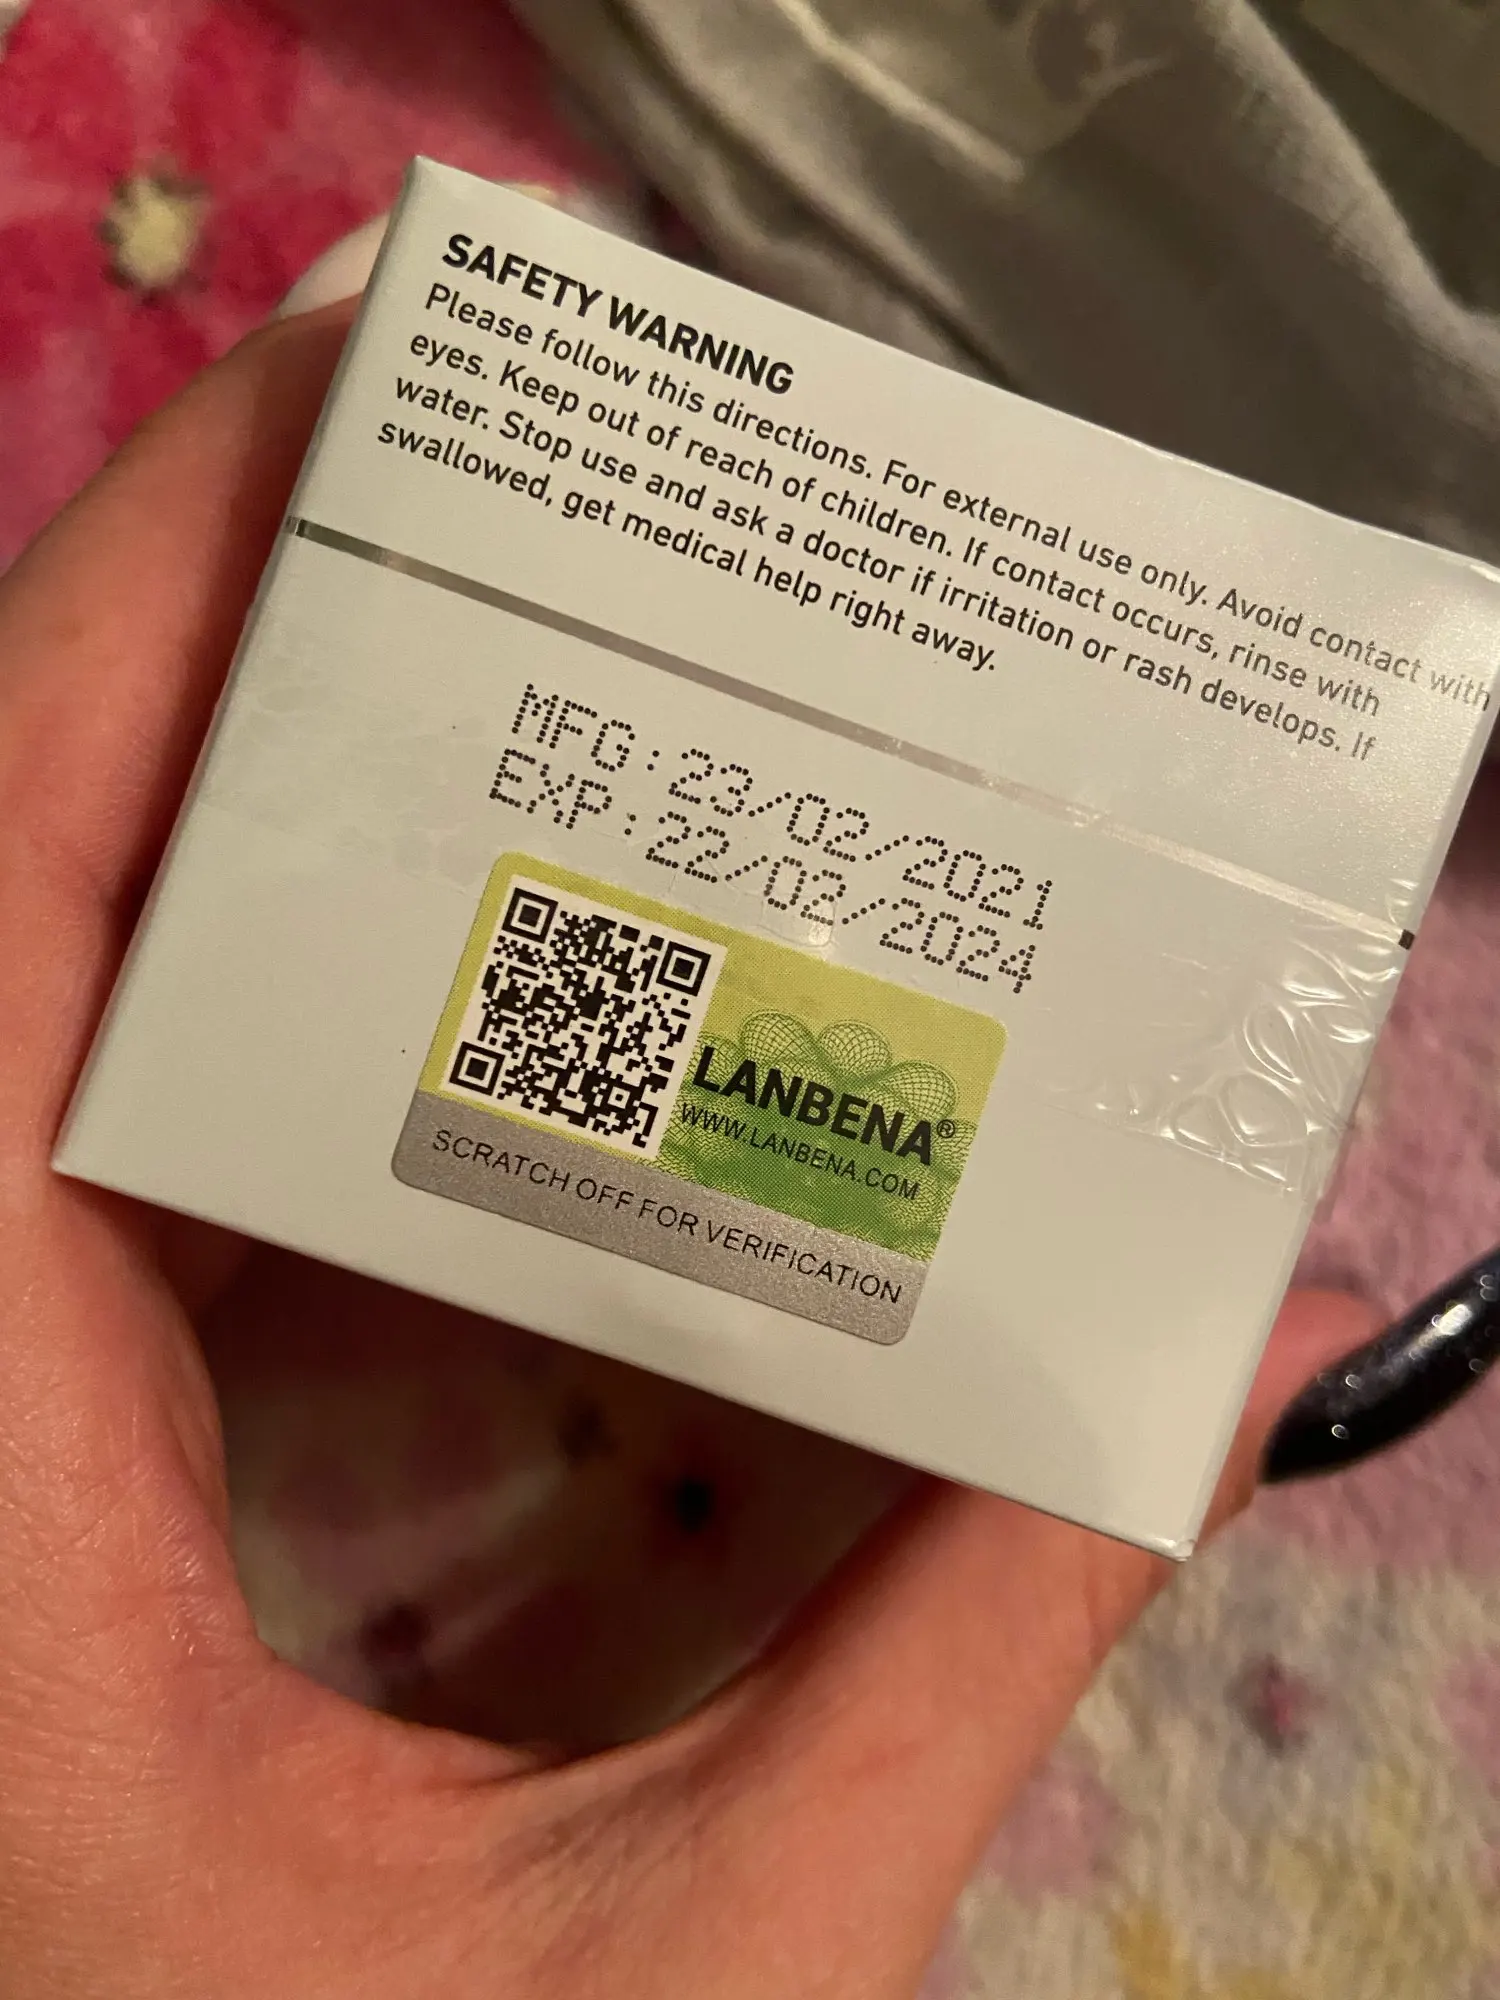 SAFETY WARNING
Please follow this directions. For external use only. Avoid contact with
eyes. Keep out of reach of children. If contact occurs, rinse with
water. Stop use and ask a doctor if irritation or rash develops. If
swallowed, get medical help right away.
MFG:23/02/2021
EXP:22/02/2024
LANBENA®
WWW.LANBENA.COM
SCRATCH OFF FOR VERIFICATION